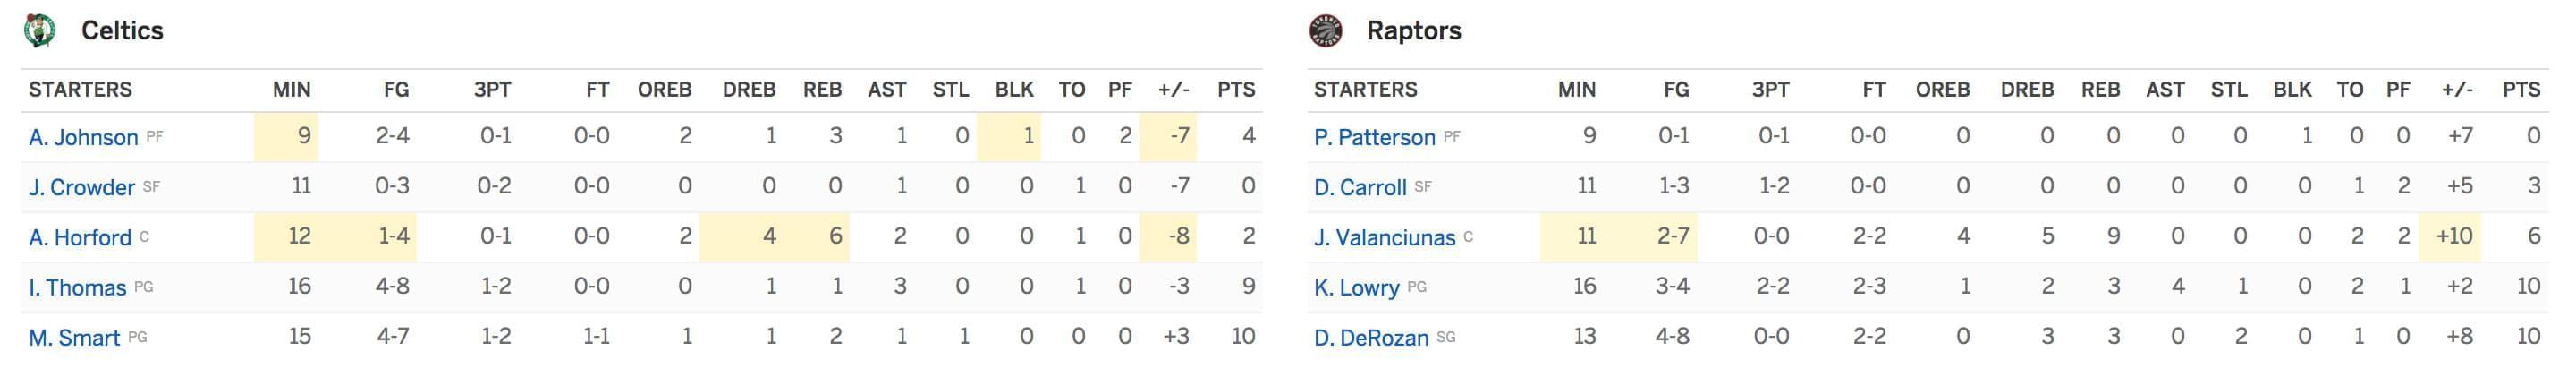 Celtics
STARTERS MIN FG 3PT FT OREB DREB REB AST STL BLK TO PF +/- PTS
A. Johnson PF 9 2-4 0-1 0-0 2 1 3 1 0 1 0 2 -7 4
J. Crowder SF 11 0-3 0-2 0-0 0 0 0 1 0 0 1 0 -7 0
A. Horford C 12 1-4 0-1 0-0 2 4 6 2 0 0 1 0 -8 2
I. Thomas PG 16 4-8 1-2 0-0 0 1 1 3 0 0 1 0 -3 9
M. Smart PG 15 4-7 1-2 1-1 1 1 2 1 1 0 0 0 +3 10
Raptors
STARTERS MIN FG 3PT FT OREB DREB REB AST STL BLK TO PF +/- PTS
P. Patterson PF 9 0-1 0-1 0-0 0 0 0 0 0 1 0 0 +7 0
D. Carroll SF 11 1-3 1-2 0-0 0 0 0 0 0 0 1 2 +5 3
J. Valanciunas C 11 2-7 0-0 2-2 4 5 9 0 0 0 2 2 +10 6
K. Lowry PG 16 3-4 2-2 2-3 1 2 3 4 1 0 2 1 +2 10
D. DeRozan SG 13 4-8 0-0 2-2 0 3 3 0 2 0 1 0 +8 10